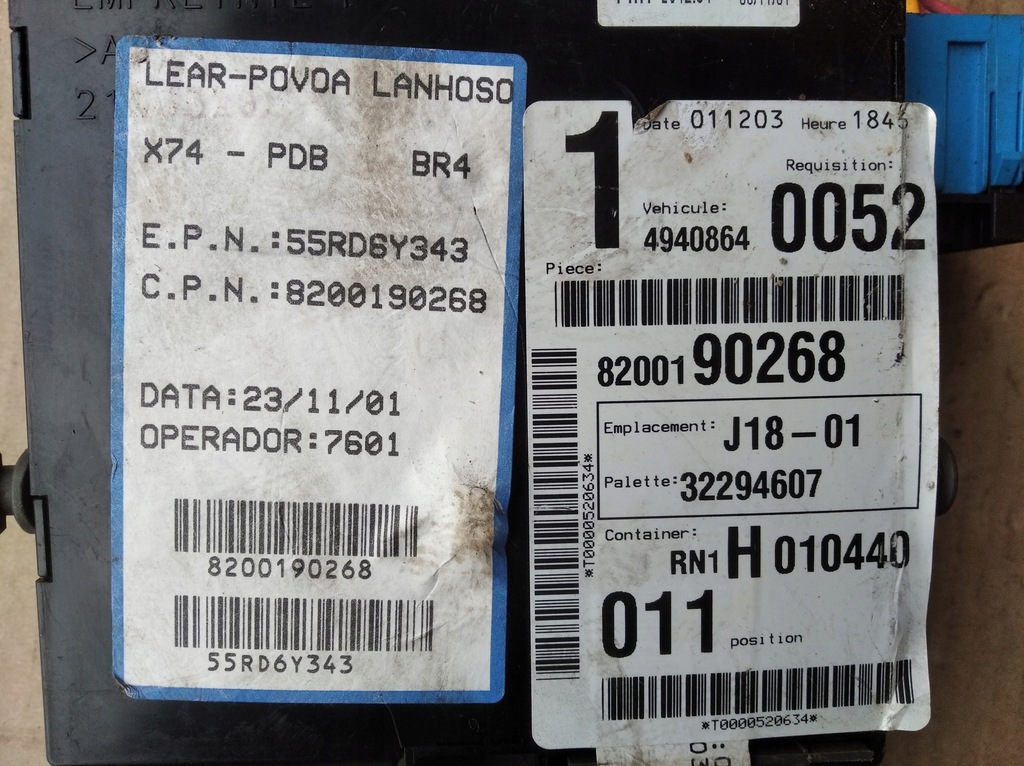 LEAR-POVOA LANHOSO
X74 - PDB BR4
E.P.N.:55RD6Y343
C.P.N.:8200190268
DATA:23/11/01
OPERADOR:7601
8200190268
55RD6Y343
1
Date 011203 Heure 1845
Requisition:
Vehicule: 0052
4940864
Piece:
8200190268
Emplacement: J18-01
Palette: 32294607
Container:
RN1 H 010440
011 position
*T0000520634*
*T0000520634*